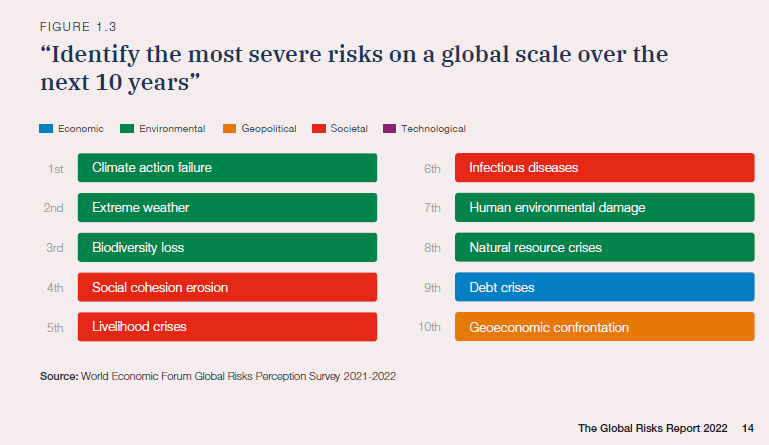 FIGURE 1.3
“Identify the most severe risks on a global scale over the
next 10 years”
Economic Environmental Geopolitical Societal Technological
1st Climate action failure
2nd Extreme weather
3rd Biodiversity loss
4th Social cohesion erosion
5th Livelihood crises
6th Infectious diseases
7th Human environmental damage
8th Natural resource crises
9th Debt crises
10th Geoeconomic confrontation
Source: World Economic Forum Global Risks Perception Survey 2021-2022
The Global Risks Report 2022 14